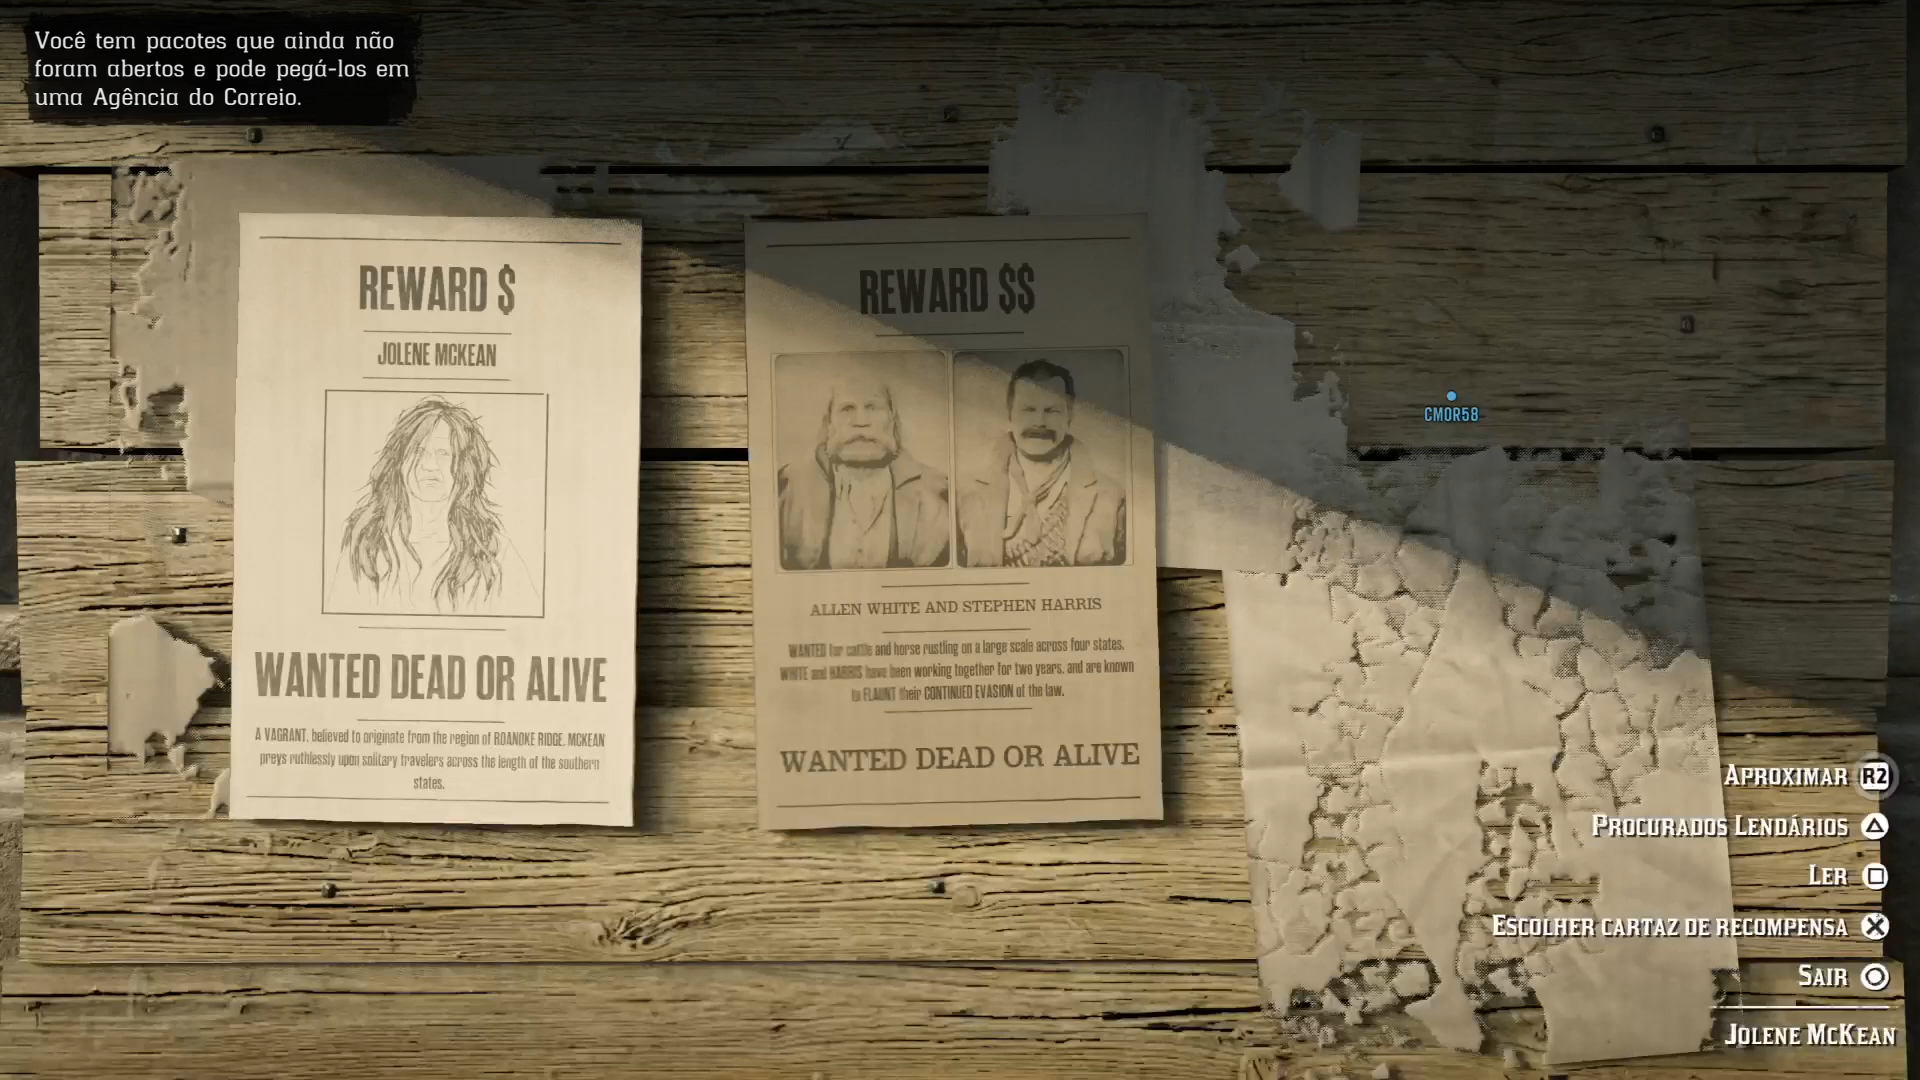 Você tem pacotes que ainda não
foram abertos e pode pegá-los em
uma Agência do Correio.
REWARD $
JOLENE MCKEAN
WANTED DEAD OR ALIVE
A VAGRANT, believed to originate from the region of ROANOKE RIDGE. MCKEAN
preys ruthlessly upon solitary travelers across the length of the southern
states.
REWARD $$
ALLEN WHITE AND STEPHEN HARRIS
WANTED for cattle and horse rustling on a large scale across four states.
WHITE and HARRIS have been working together for two years, and are known
to FLAUNT their CONTINUED EVASION of the law.
WANTED DEAD OR ALIVE
CMOR58
APROXIMAR R2
PROCURADOS LENDÁRIOS
LER
ESCOLHER CARTAZ DE RECOMPENSA
SAIR
JOLENE MCKEAN